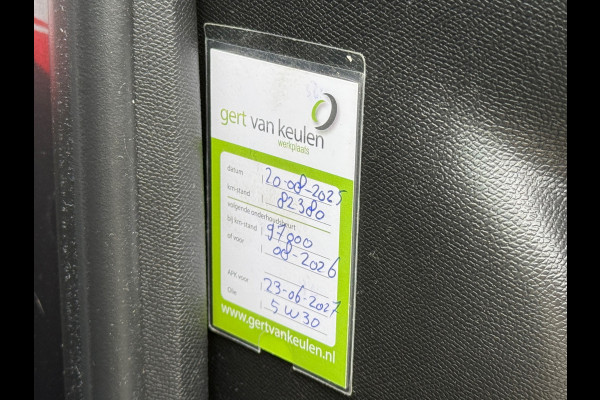 gert van keulen
werkplaats
datum 20-08-2025
km-stand 82380
volgende onderhoudsbeurt
bij km-stand 97800
of voor 08-2026
APK voor 23-06-2027
Olie 5W30
www.gertvankeulen.nl